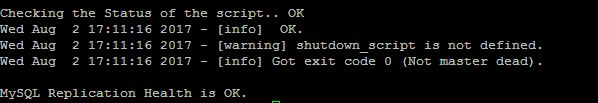 Checking the Status of the script.. OK
Wed Aug  2 17:11:16 2017 - [info]  OK.
Wed Aug  2 17:11:16 2017 - [warning] shutdown_script is not defined.
Wed Aug  2 17:11:16 2017 - [info] Got exit code 0 (Not master dead).
MySQL Replication Health is OK.